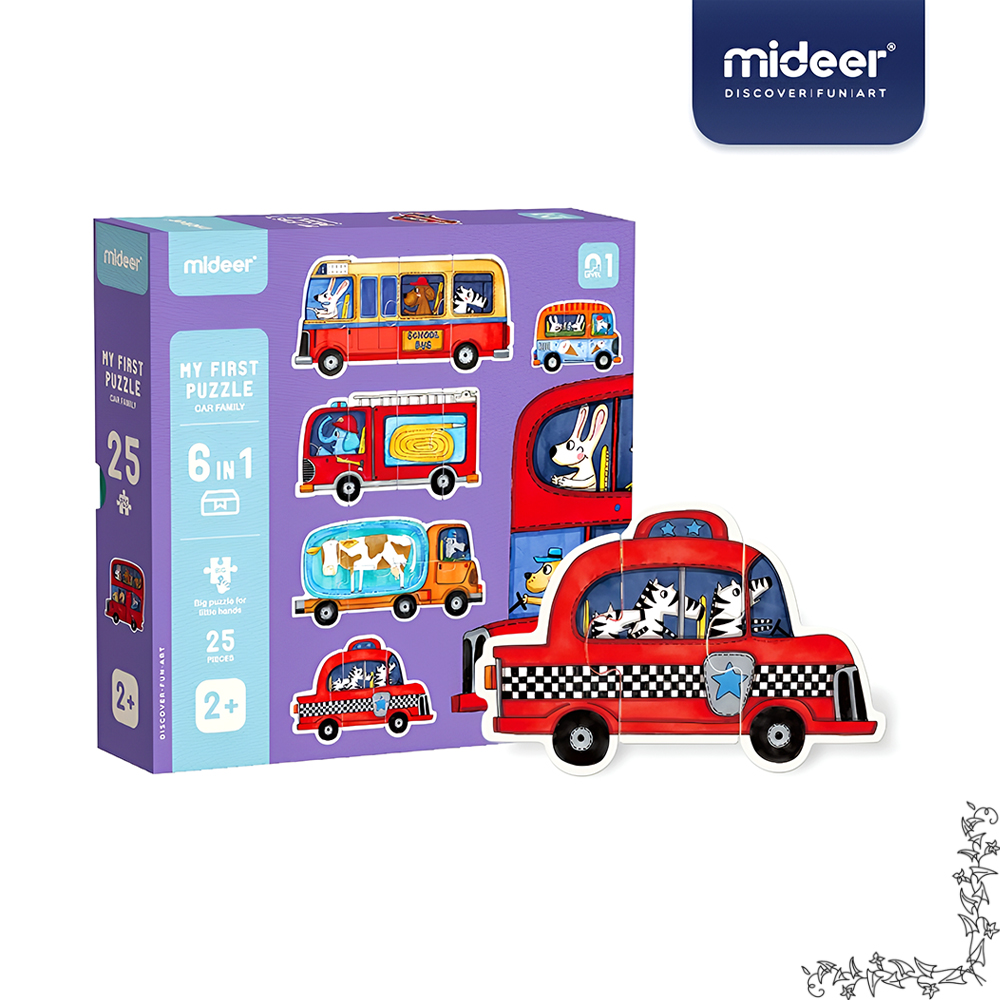 mideer®
DISCOVER|FUN|ART
mideer
MY FIRST
PUZZLE
CAR FAMILY
25
2+
DISCOVER·FUN·ART
mideer
MY FIRST
PUZZLE
CAR FAMILY
6 IN 1
Big puzzle for
little hands
25
PIECES
2+
01
SCHOOL
BUS